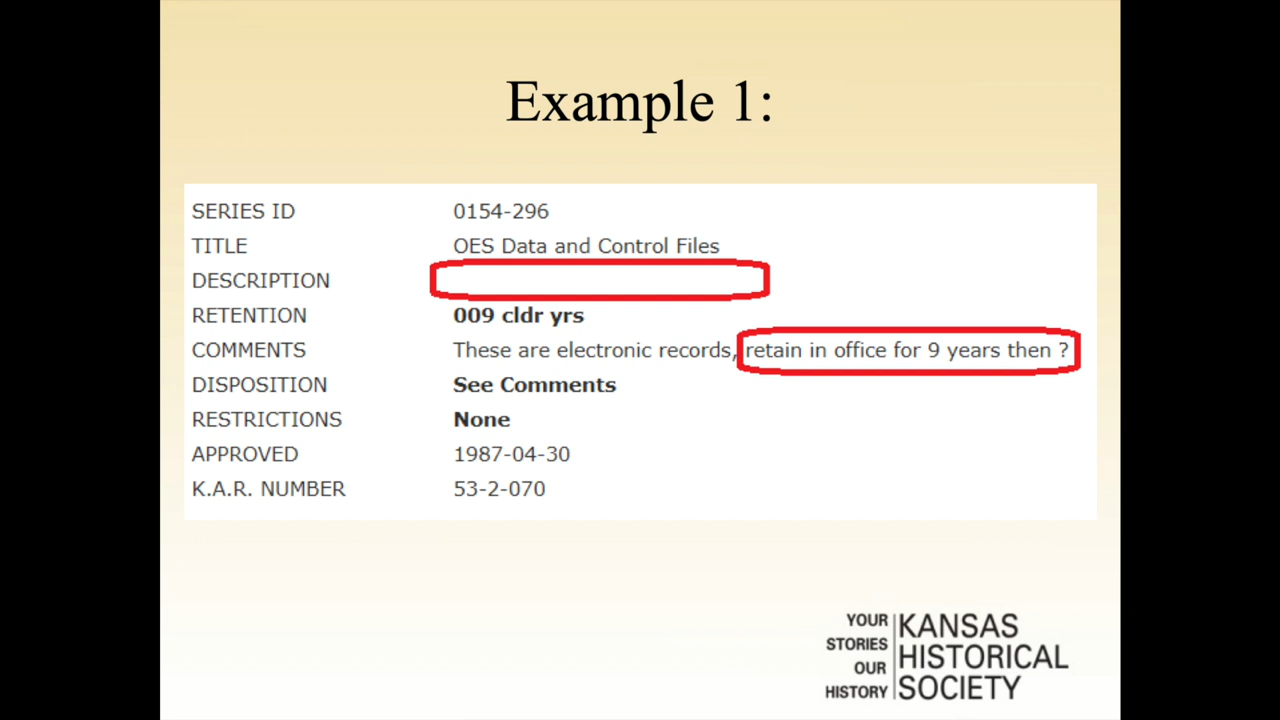 Example 1:
SERIES ID 0154-296
TITLE OES Data and Control Files
DESCRIPTION
RETENTION 009 cldr yrs
COMMENTS These are electronic records, retain in office for 9 years then ?
DISPOSITION See Comments
RESTRICTIONS None
APPROVED 1987-04-30
K.A.R. NUMBER 53-2-070
YOUR
STORIES
OUR
HISTORY
KANSAS
HISTORICAL
SOCIETY